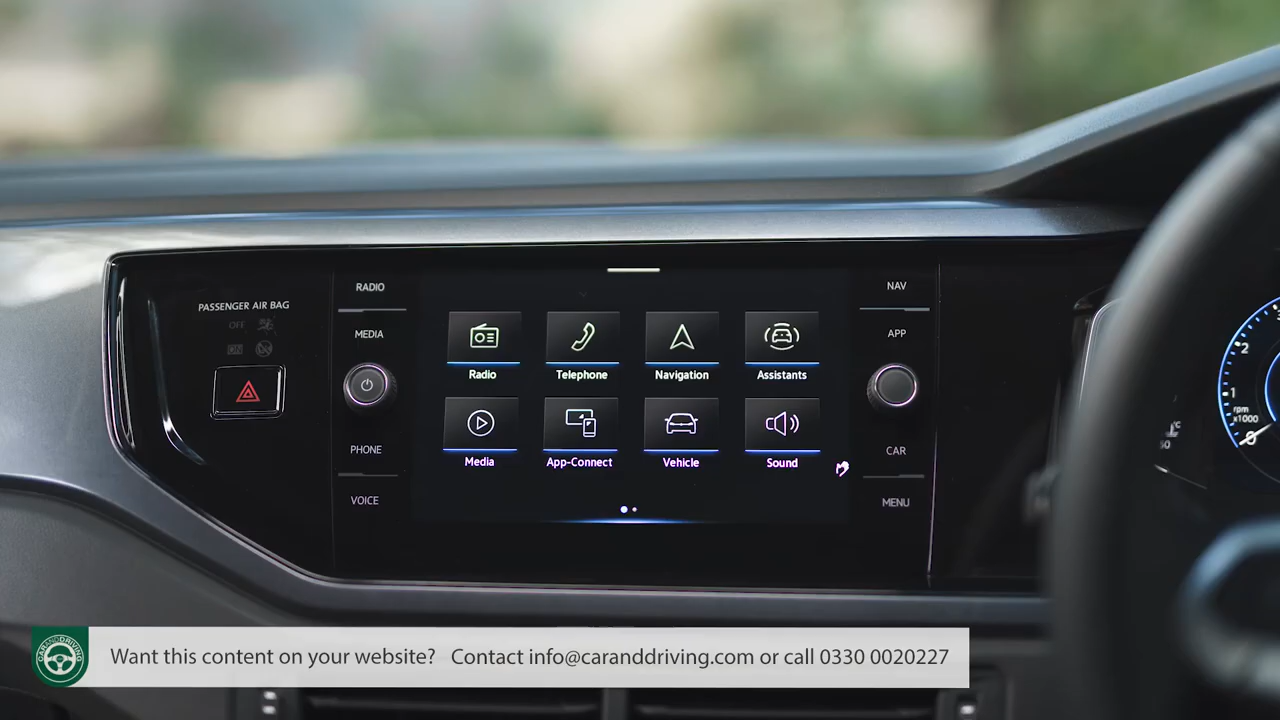 PASSENGER AIR BAG
OFF
ON
RADIO
MEDIA
PHONE
VOICE
Radio
Telephone
Navigation
Assistants
Media
App-Connect
Vehicle
Sound
NAV
APP
CAR
MENU
2
1
rpm
x1000
0
CARANDDRIVING
Want this content on your website? Contact info@caranddriving.com or call 0330 0020227